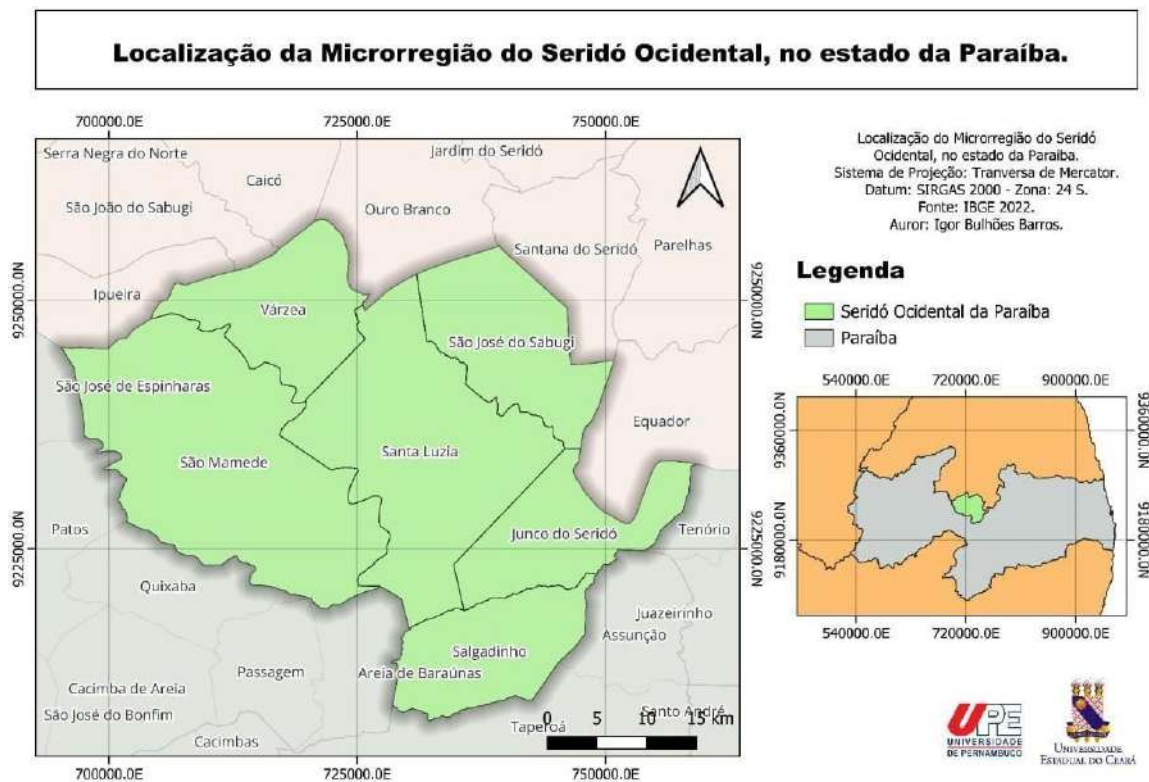 Localização da Microrregião do Seridó Ocidental, no estado da Paraíba.
700000.0E 725000.0E 750000.0E
Serra Negra do Norte
Jardim do Seridó
Caicó
São João do Sabugi
Ouro Branco
Santana do Seridó
Parelhas
Ipueira
9250000.0N
Várzea
9250000.0N
São José do Sabugi
São José de Espinharas
Equador
Santa Luzia
São Mamede
Patos
Junco do Seridó
Tenório
9225000.0N
9225000.0N
Quixaba
Juazeirinho
Assunção
Salgadinho
Passagem
Areia de Baraúnas
Cacimba de Areia
São José do Bonfim
Santo André
0 5 10 15 km
Taperoá
Cacimbas
700000.0E 725000.0E 750000.0E
Localização do Microrregião do Seridó
Ocidental, no estado da Paraiba.
Sistema de Projeção: Tranversa de Mercator.
Datum: SIRGAS 2000 - Zona: 24 S.
Fonte: IBGE 2022.
Auror: Igor Bulhões Barros.
Legenda
Seridó Ocidental da Paraíba
Paraíba
540000.0E 720000.0E 900000.0E
9360000.0N
9360000.0N
9180000.0N
9180000.0N
540000.0E 720000.0E 900000.0E
UPE
UNIVERSIDADE
DE PERNAMBUCO
UNIVERSIDADE
ESTADUAL DO CEARÁ